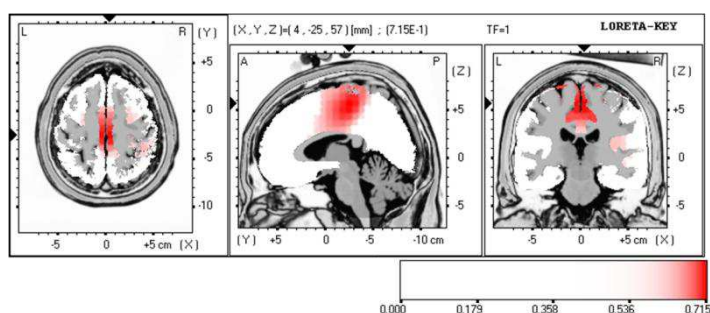 (X,Y,Z)=( 4 , -25, 57 ) [mm] ; (7.15E-1) TF=1 LORETA-KEY
L R (Y)
+5
0
-5
-10
-5 0 +5 cm (X)
A P (Z)
+5
0
-5
(Y) +5 0 -5 -10 cm
L R (Z)
+5
0
-5
-5 0 +5 cm (X)
0.000 0.179 0.358 0.536 0.715